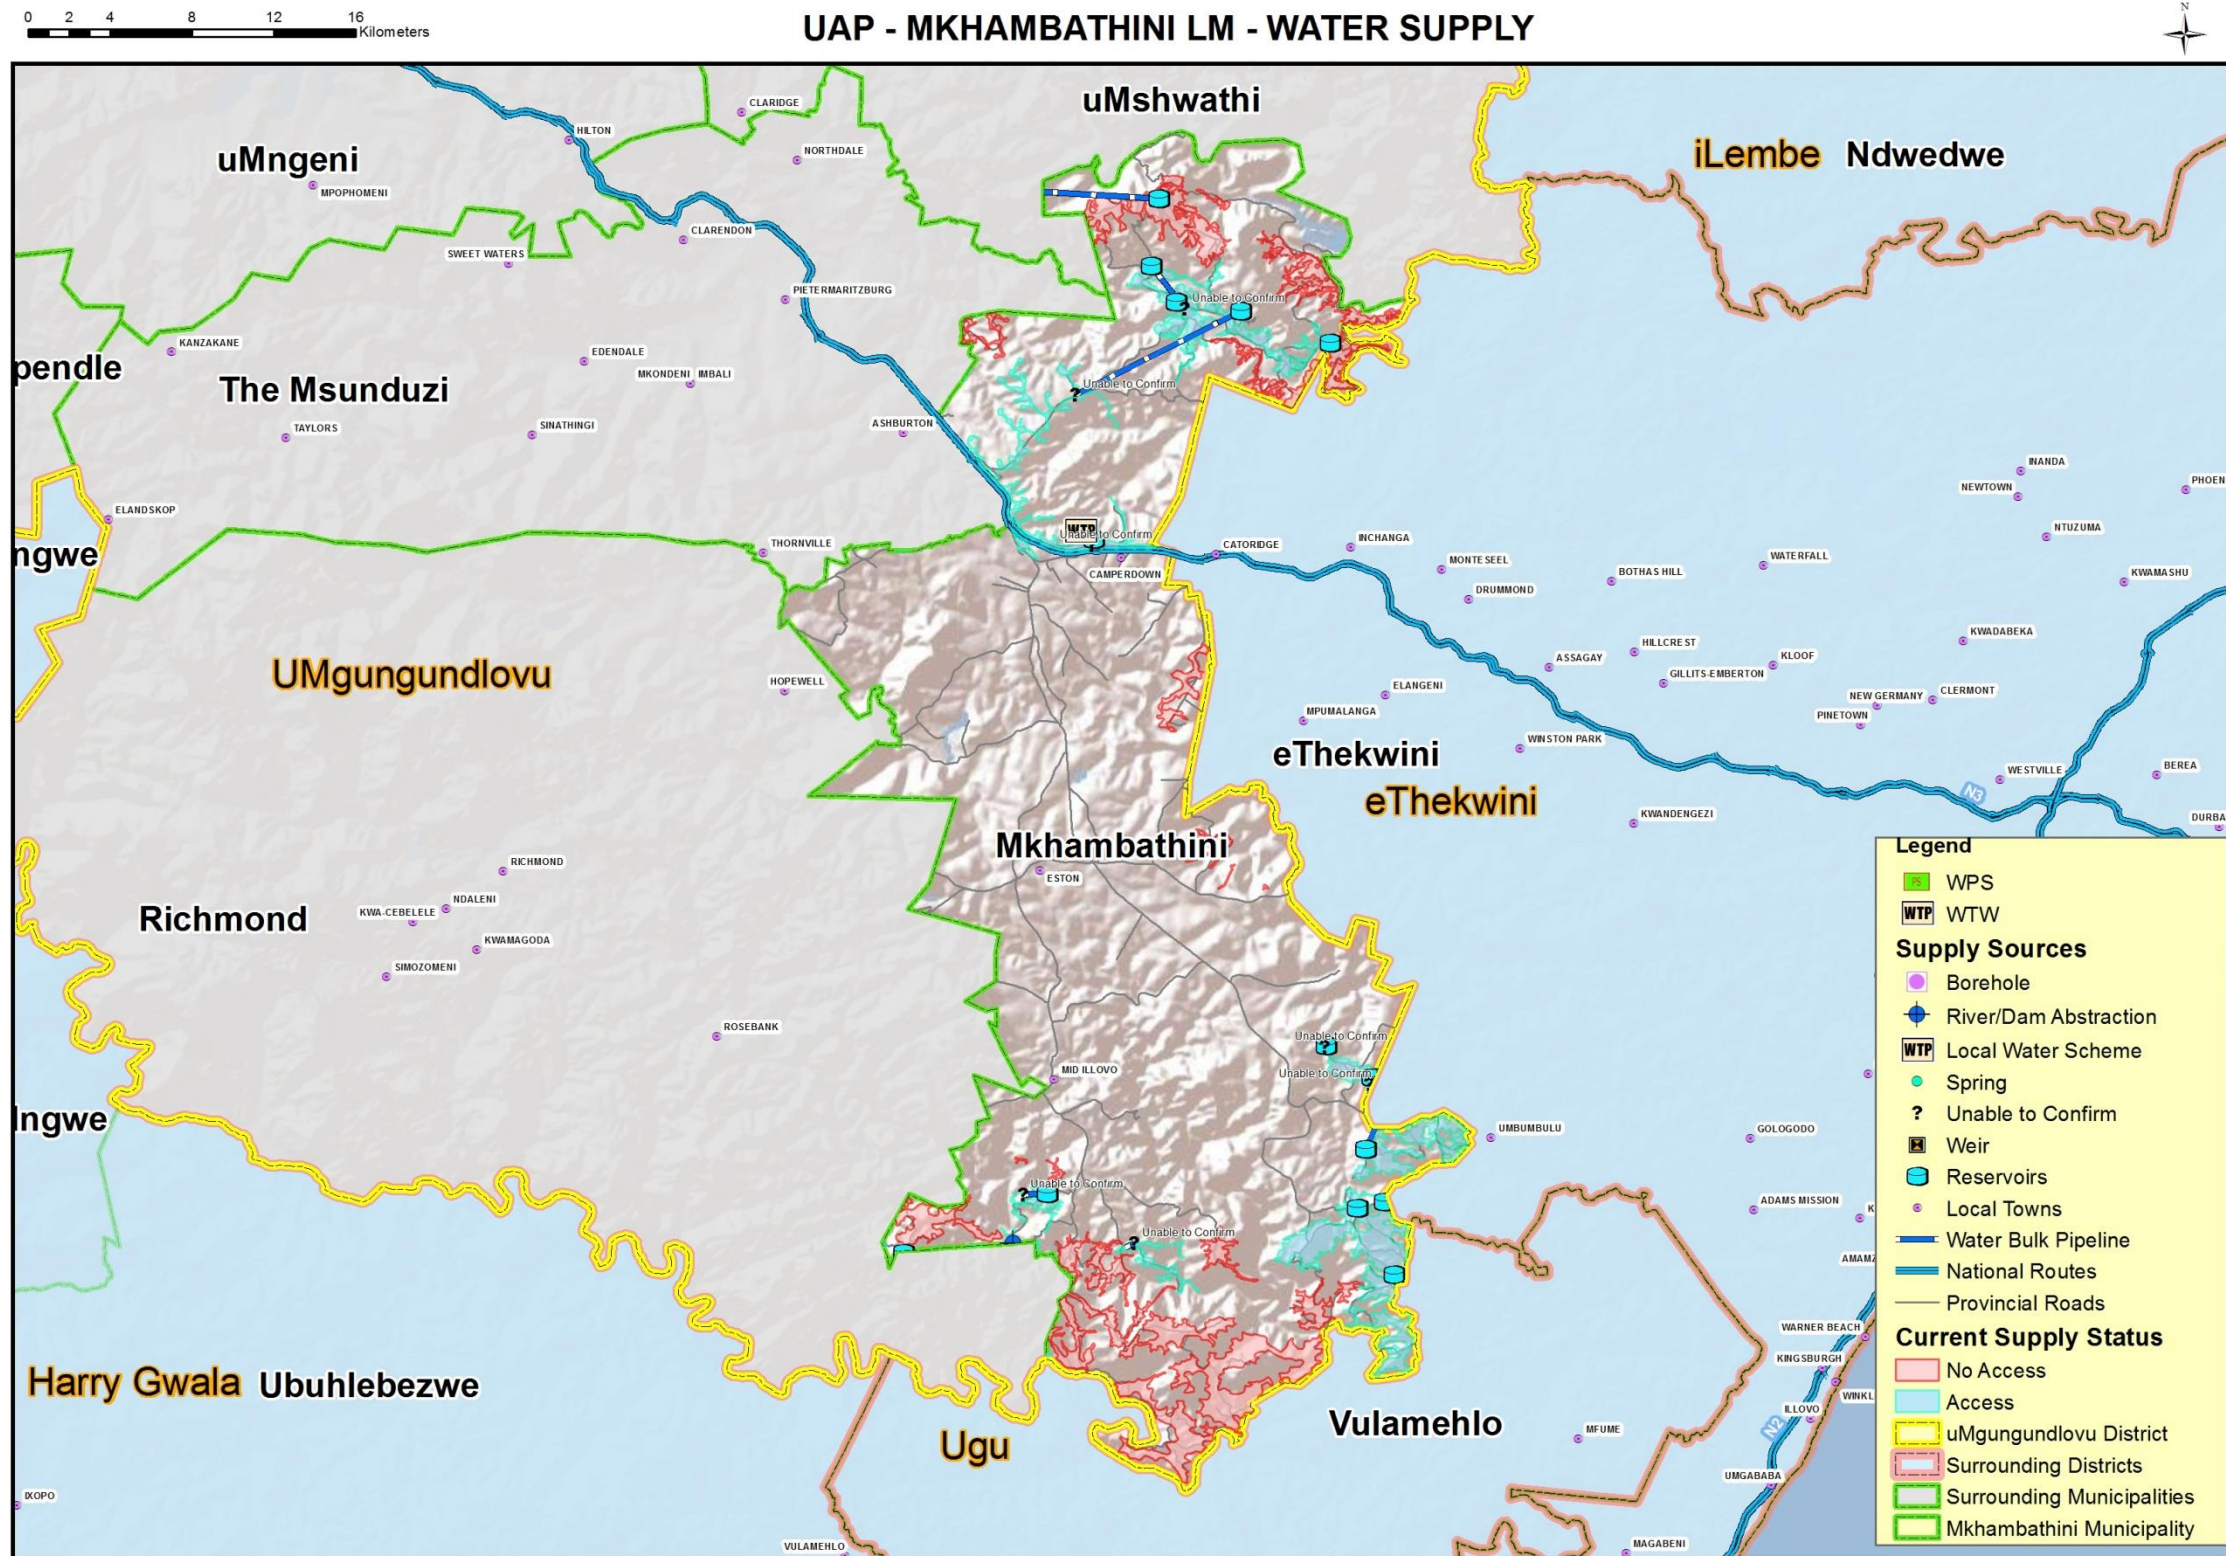 0 2 4 8 12 16
Kilometers
UAP - MKHAMBATHINI LM - WATER SUPPLY
N
uMshwathi
CLARIDGE
HILTON
NORTHDALE
iLembe Ndwedwe
uMngeni
MPOPHOMENI
CLARENDON
SWEET WATERS
PIETERMARITZBURG
Unable to Confirm
KANZAKANE
EDENDALE
pendle
MKONDENI IMBALI
The Msunduzi
Unable to Confirm
TAYLORS
SINATHINGI
ASHBURTON
INANDA
NEWTOWN
PHOEN
ELANDSKOP
NTUZUMA
WTP
Unable to Confirm
THORNVILLE
CATORIDGE
INCHANGA
ngwe
MONTESEEL
WATERFALL
CAMPERDOWN
BOTHAS HILL
KWAMASHU
DRUMMOND
KWADABEKA
HILLCREST
ASSAGAY
KLOOF
UMgungundlovu
GILLITS-EMBERTON
HOPEWELL
ELANGENI
NEW GERMANY
CLERMONT
MPUMALANGA
PINETOWN
WINSTON PARK
eThekwini
WESTVILLE
BEREA
N3
eThekwini
KWANDENGEZI
DURBA
Mkhambathini
RICHMOND
ESTON
NDALENI
KWA-CEBELELE
Richmond
KWAMAGODA
SIMOZOMENI
ROSEBANK
Unable to Confirm
MID ILLOVO
Unable to Confirm
Ingwe
UMBUMBULU
GOLOGODO
Unable to Confirm
ADAMS MISSION
K
Unable to Confirm
AMAMZ
WARNER BEACH
KINGSBURGH
Harry Gwala Ubuhlebezwe
WINKL
ILLOVO
Vulamehlo
N2
MFUME
Ugu
UMGABABA
IXOPO
VULAMEHLO
MAGABENI
Legend
PS WPS
WTP WTW
Supply Sources
Borehole
River/Dam Abstraction
WTP Local Water Scheme
Spring
? Unable to Confirm
Weir
Reservoirs
Local Towns
Water Bulk Pipeline
National Routes
Provincial Roads
Current Supply Status
No Access
Access
uMgungundlovu District
Surrounding Districts
Surrounding Municipalities
Mkhambathini Municipality